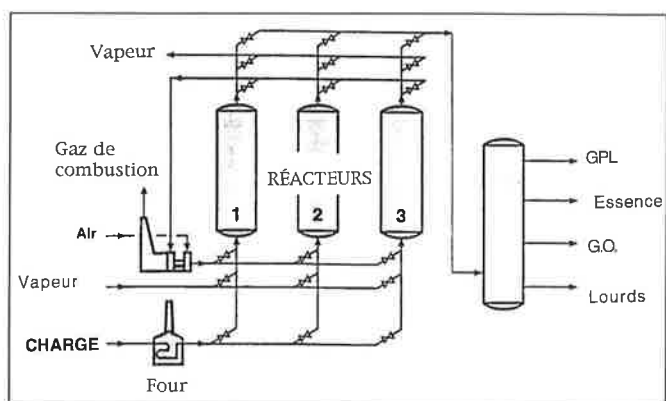 Vapeur
Gaz de
combustion
RÉACTEURS
1
2
3
Air
Vapeur
CHARGE
Four
GPL
Essence
G.O.
Lourds